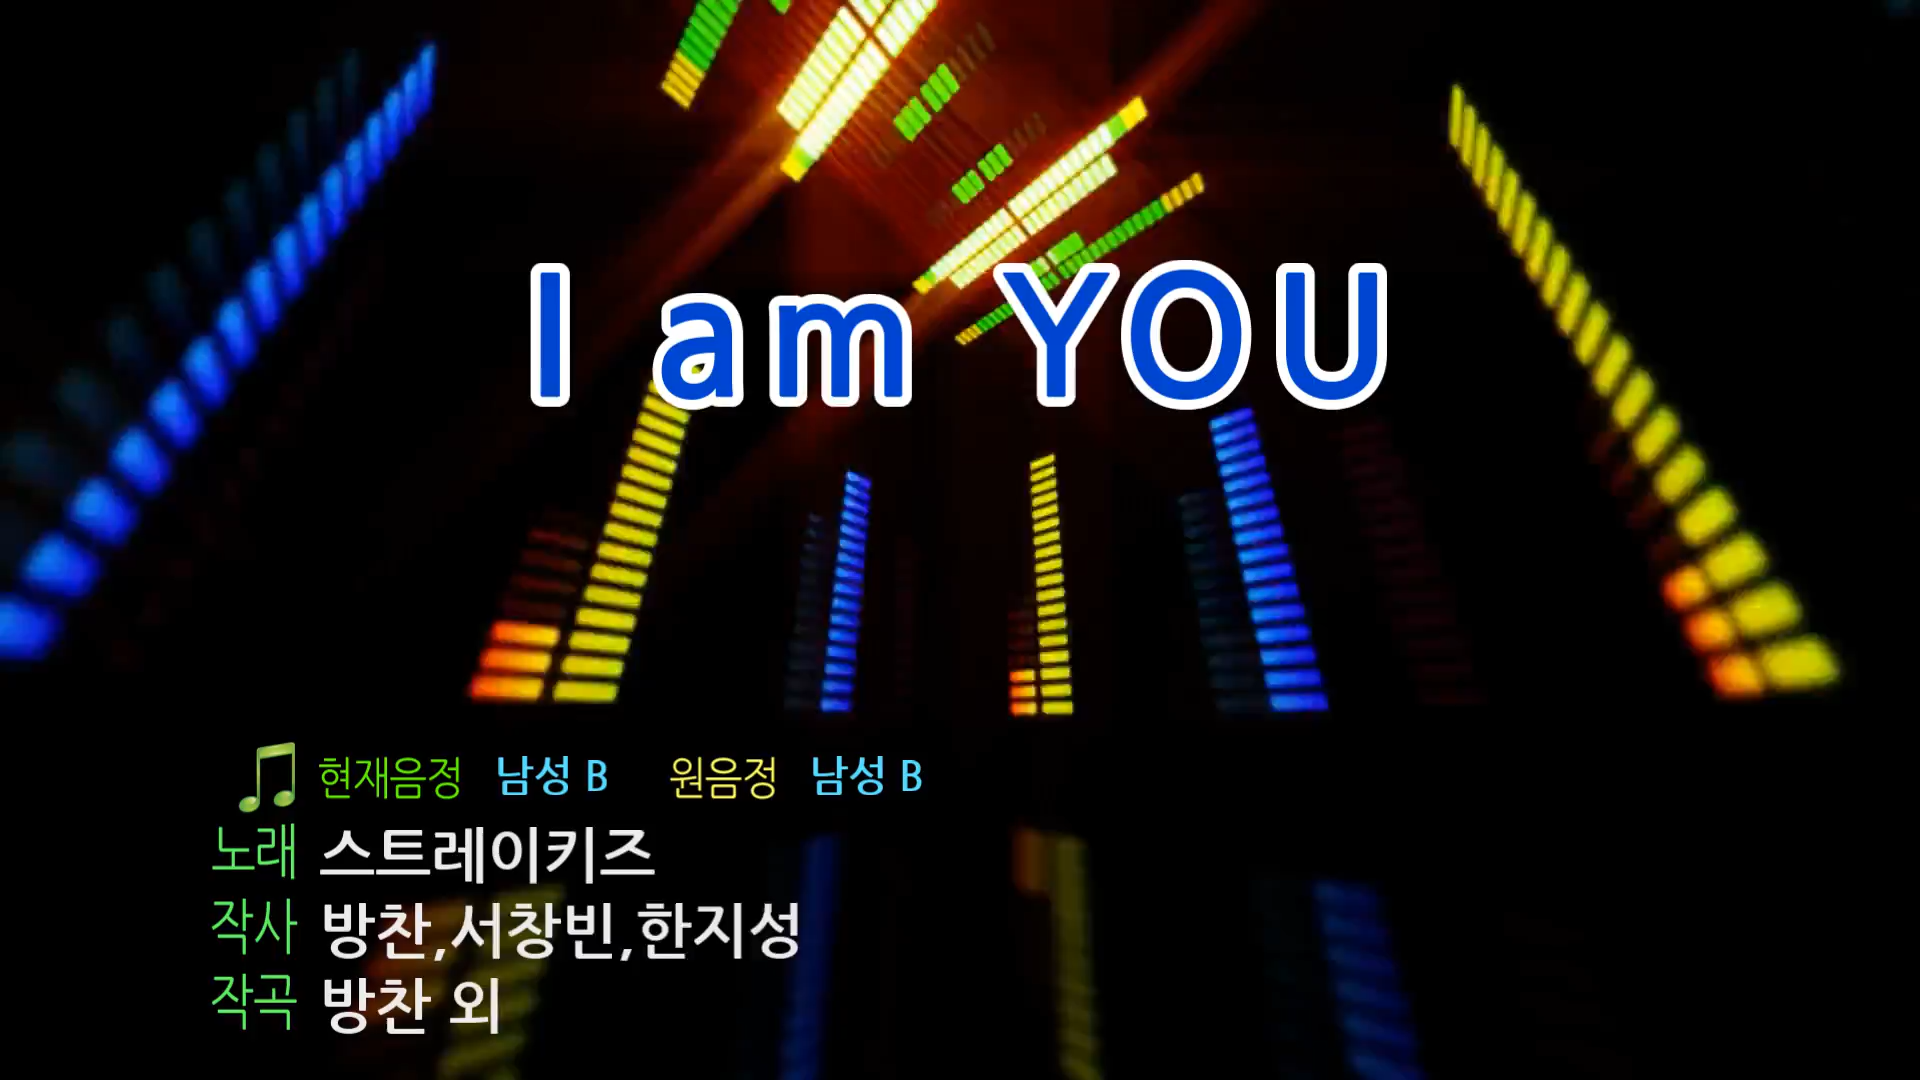 I am YOU
현재음정 남성 B 원음정 남성 B
노래 스트레이키즈
작사 방찬,서창빈,한지성
작곡 방찬 외